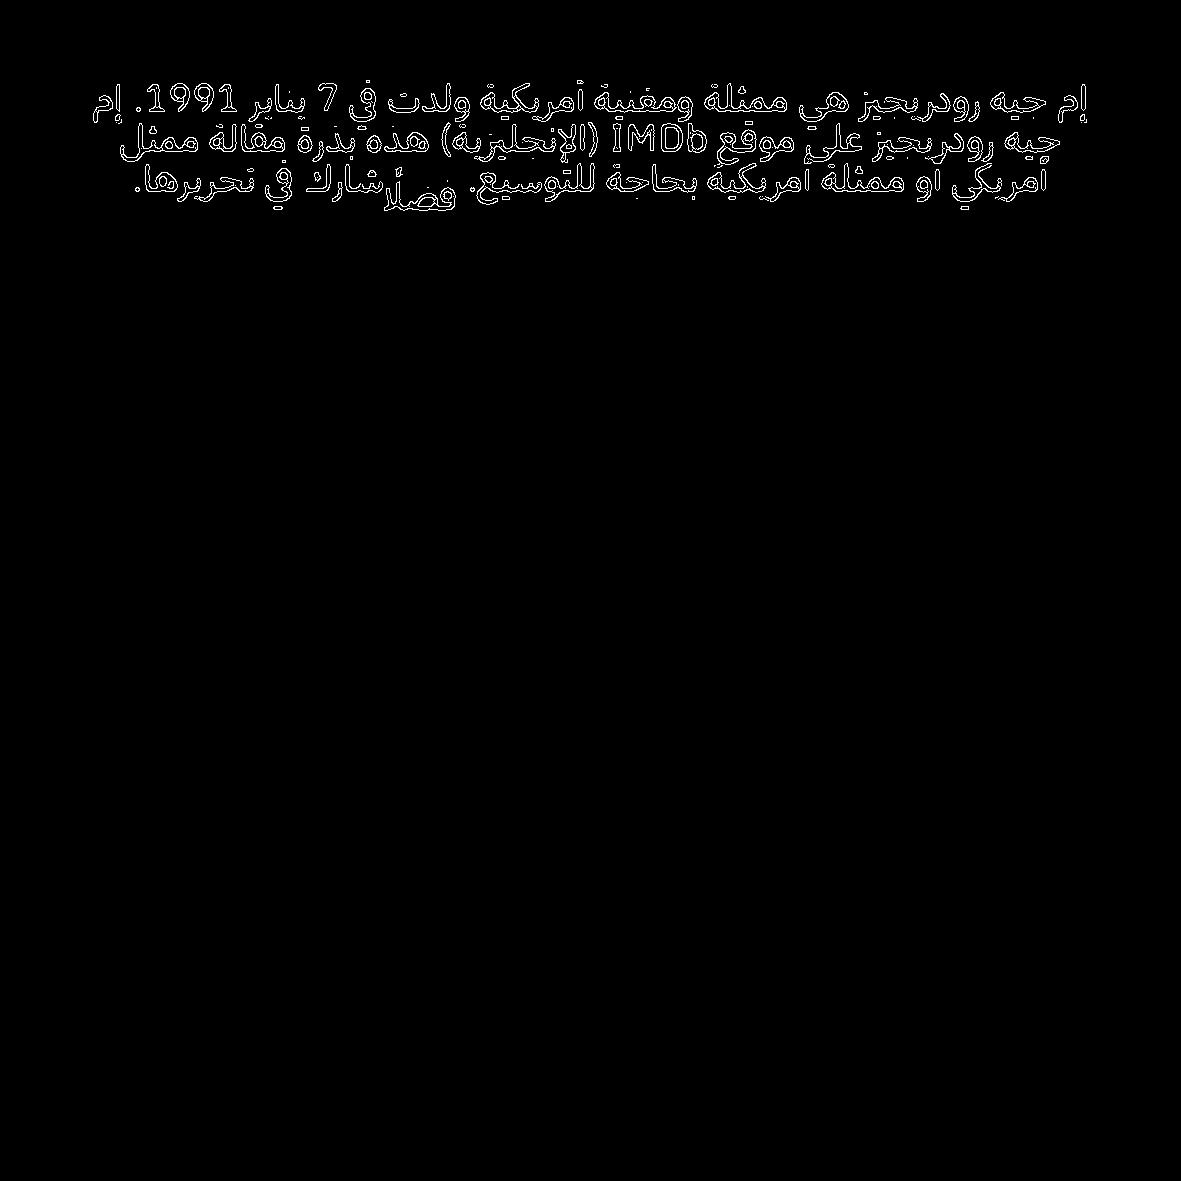 إم جيه رودريجيز هي ممثلة ومغنية أمريكية ولدت في 7 يناير 1991. إم
جيه رودريجيز على موقع IMDb (الإنجليزية) هذه بذرة مقالة ممثل
أمريكي أو ممثلة أمريكية بحاجة للتوسيع. فضلًا شارك في تحريرها.